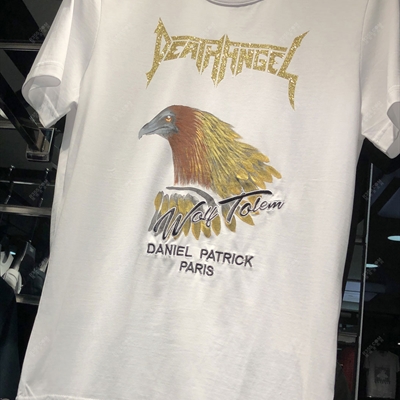 DEATH ANGEL
Wolf Totem
DANIEL PATRICK
PARIS